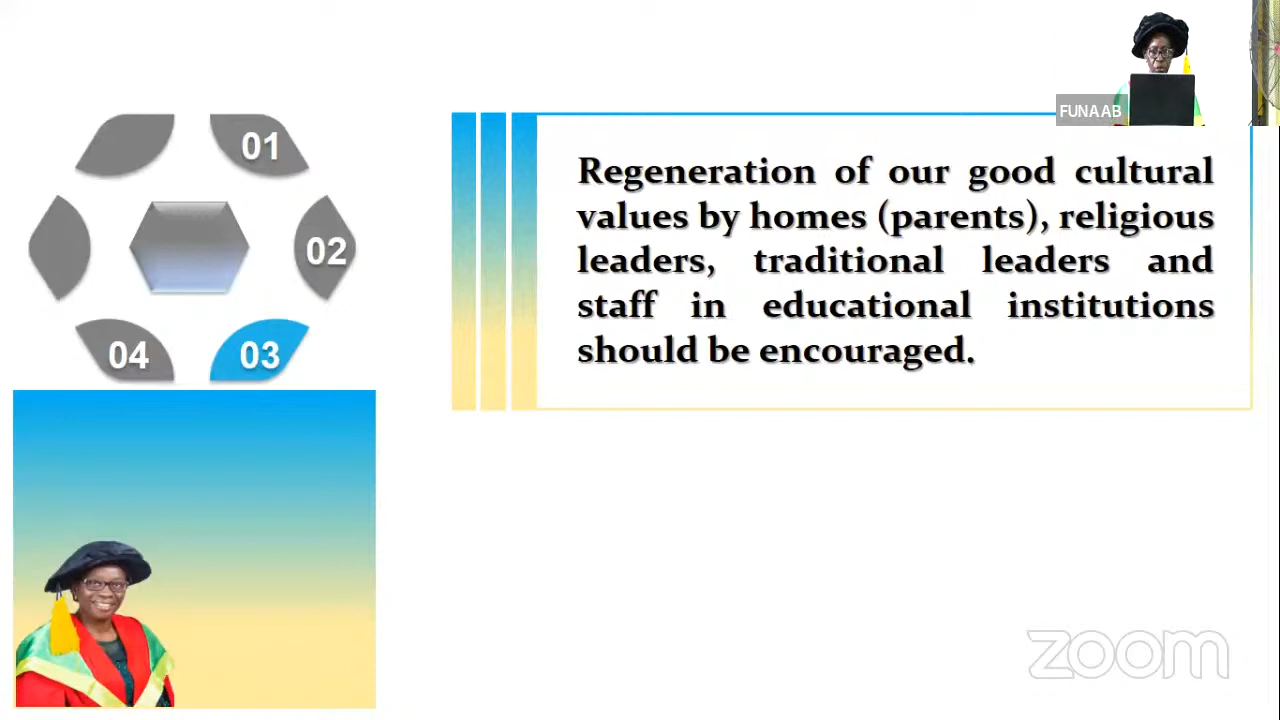 FUNAAB
01
02
03
04
Regeneration of our good cultural
values by homes (parents), religious
leaders, traditional leaders and
staff in educational institutions
should be encouraged.
zoom